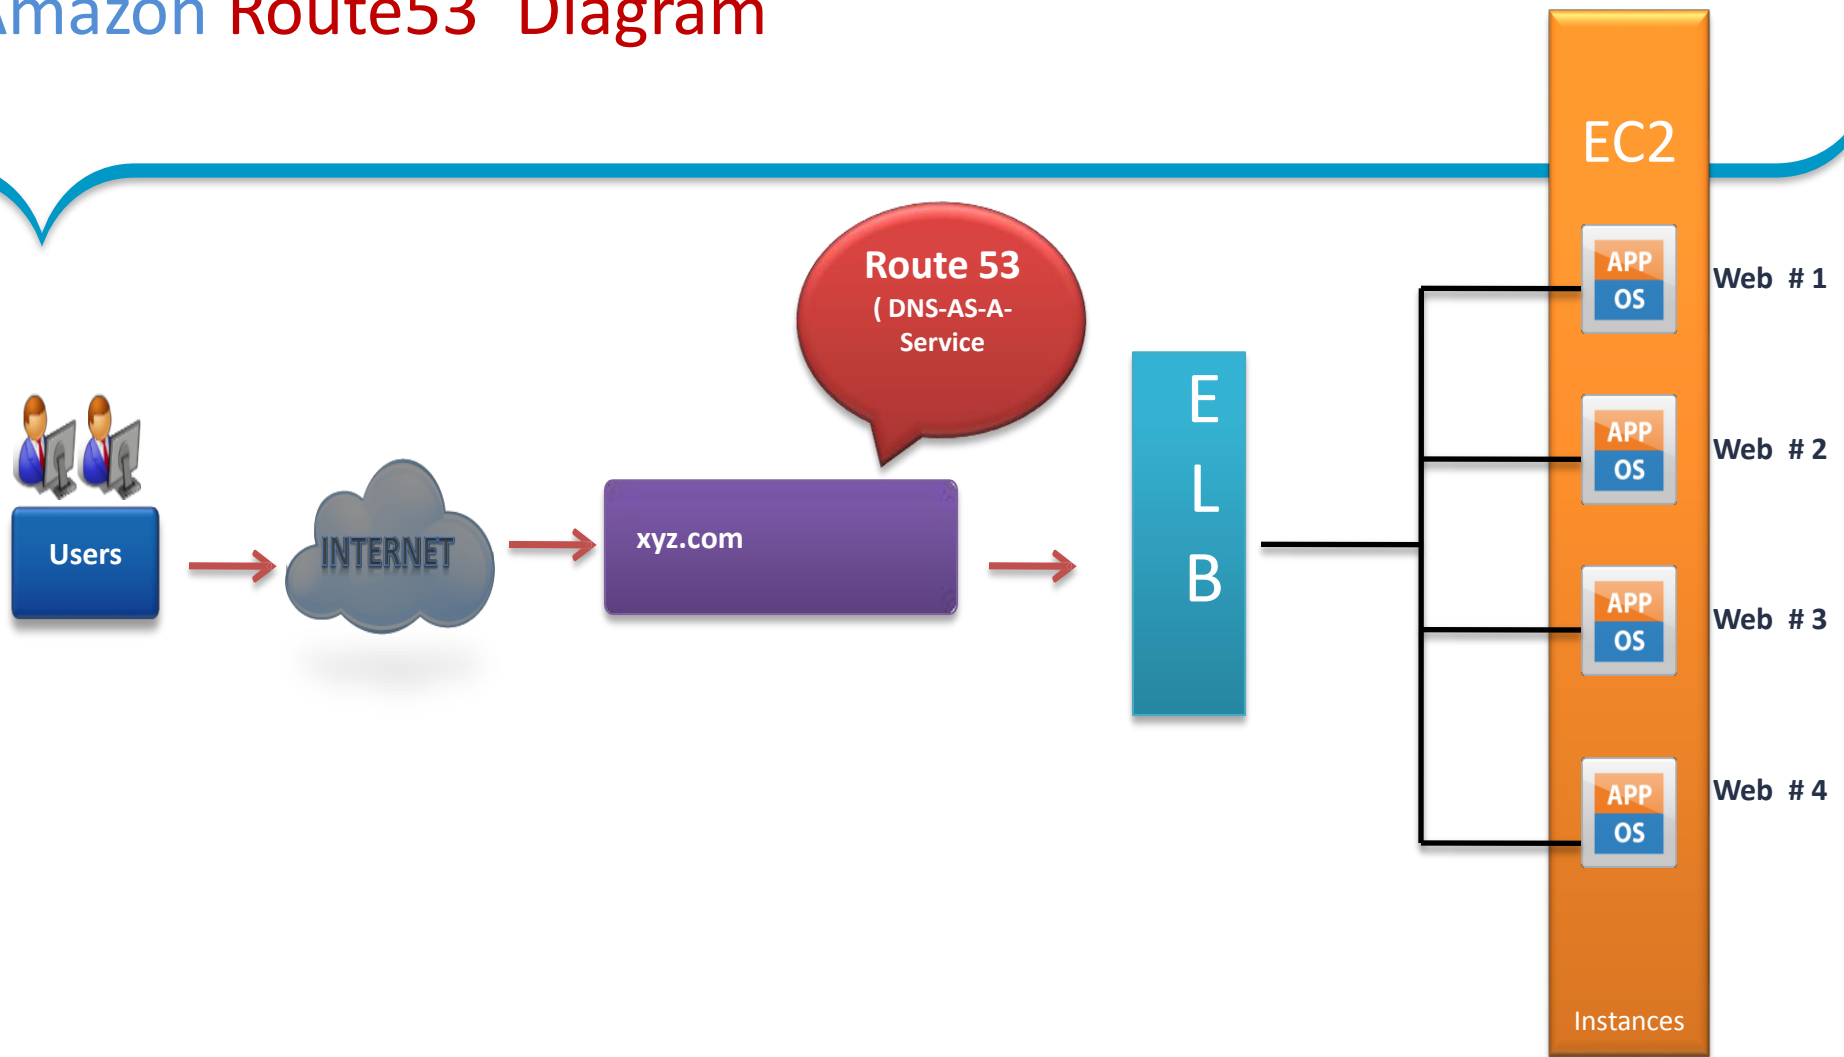 Amazon Route53 Diagram
EC2
Route 53
( DNS-AS-A-
Service
APP
OS
Web # 1
E
L
B
APP
OS
Web # 2
Users
INTERNET
xyz.com
APP
OS
Web # 3
APP
OS
Web # 4
Instances